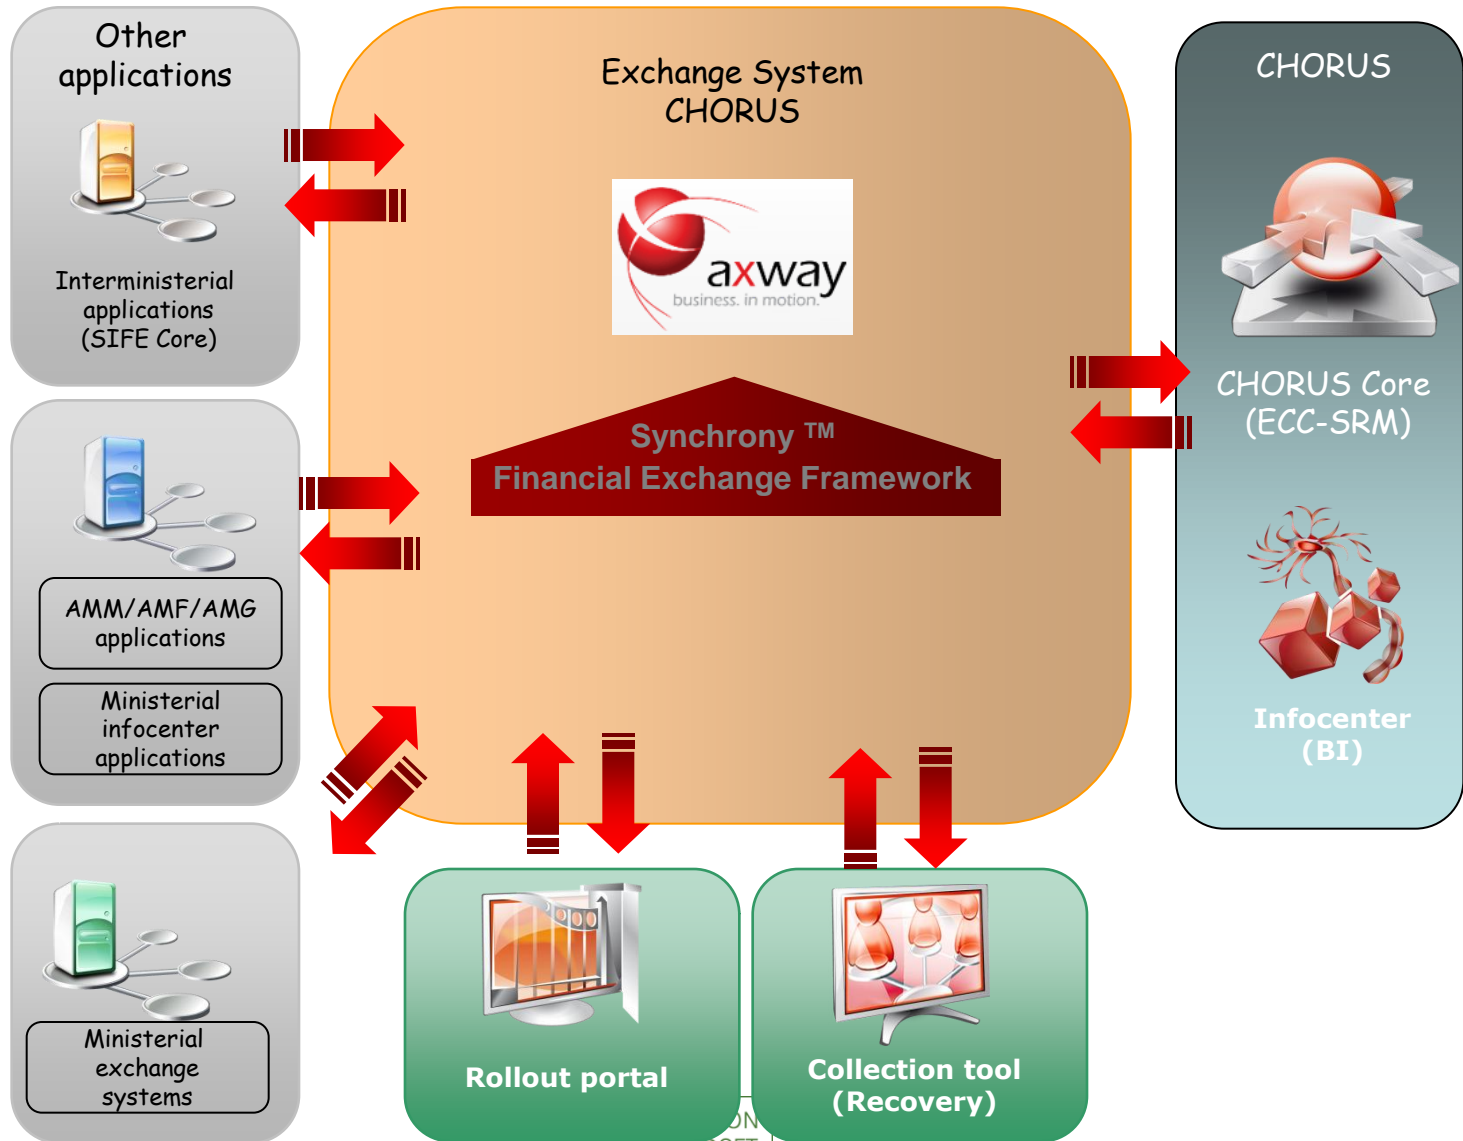 Other
applications
Interministerial
applications
(SIFE Core)
AMM/AMF/AMG
applications
Ministerial
infocenter
applications
Ministerial
exchange
systems
Exchange System
CHORUS
axway
business. in motion.
Synchrony TM
Financial Exchange Framework
Rollout portal
Collection tool
(Recovery)
CHORUS
CHORUS Core
(ECC-SRM)
Infocenter
(BI)